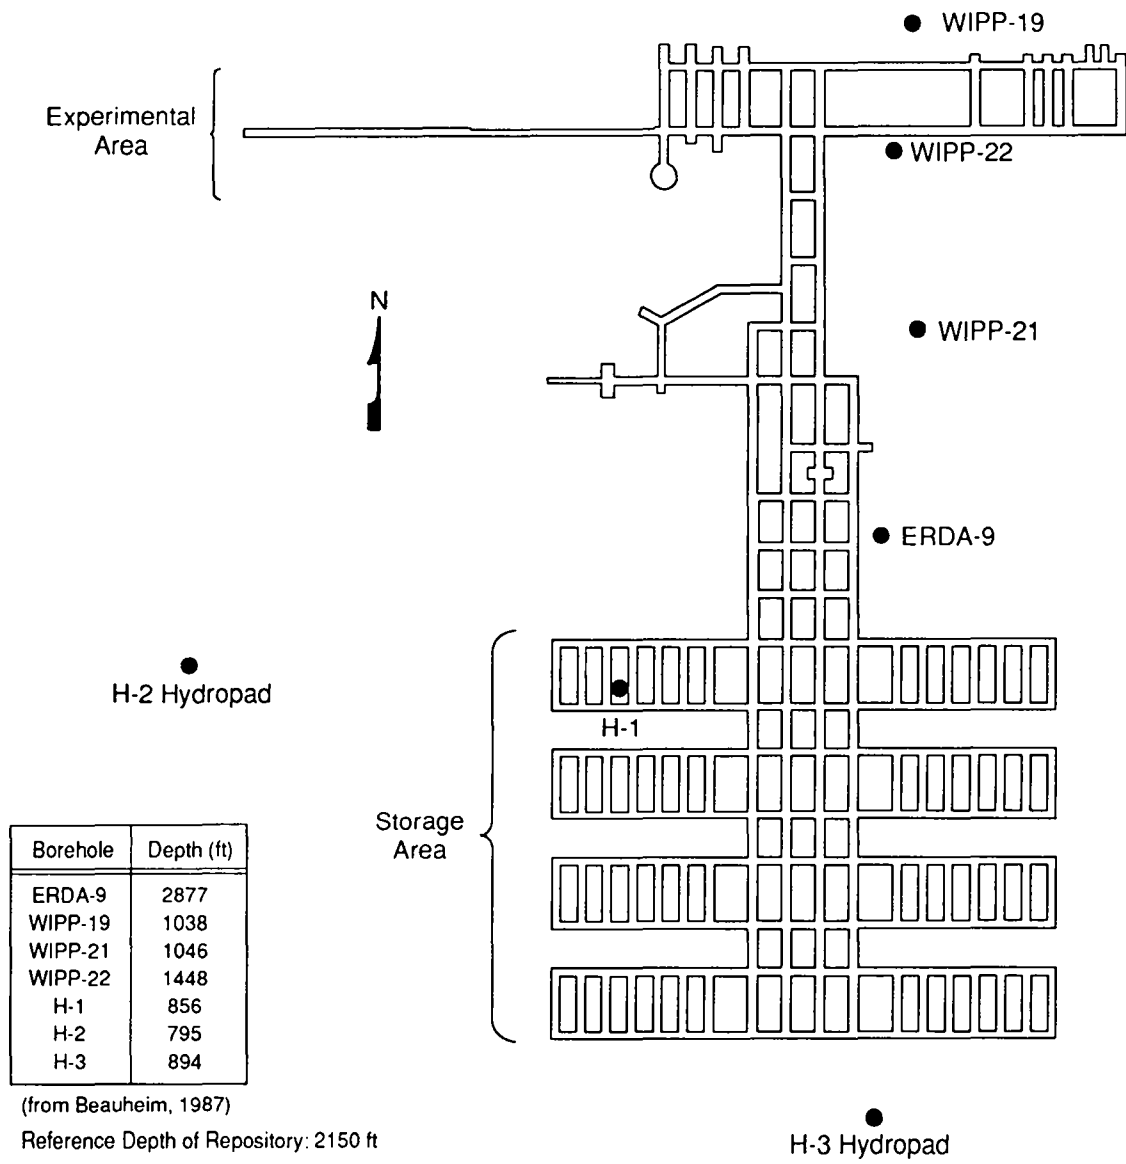 WIPP-19
Experimental
Area
WIPP-22
N
WIPP-21
ERDA-9
H-2 Hydropad
H-1
Storage
Area
Borehole Depth (ft)
ERDA-9 2877
WIPP-19 1038
WIPP-21 1046
WIPP-22 1448
H-1 856
H-2 795
H-3 894
(from Beauheim, 1987)
Reference Depth of Repository: 2150 ft
H-3 Hydropad